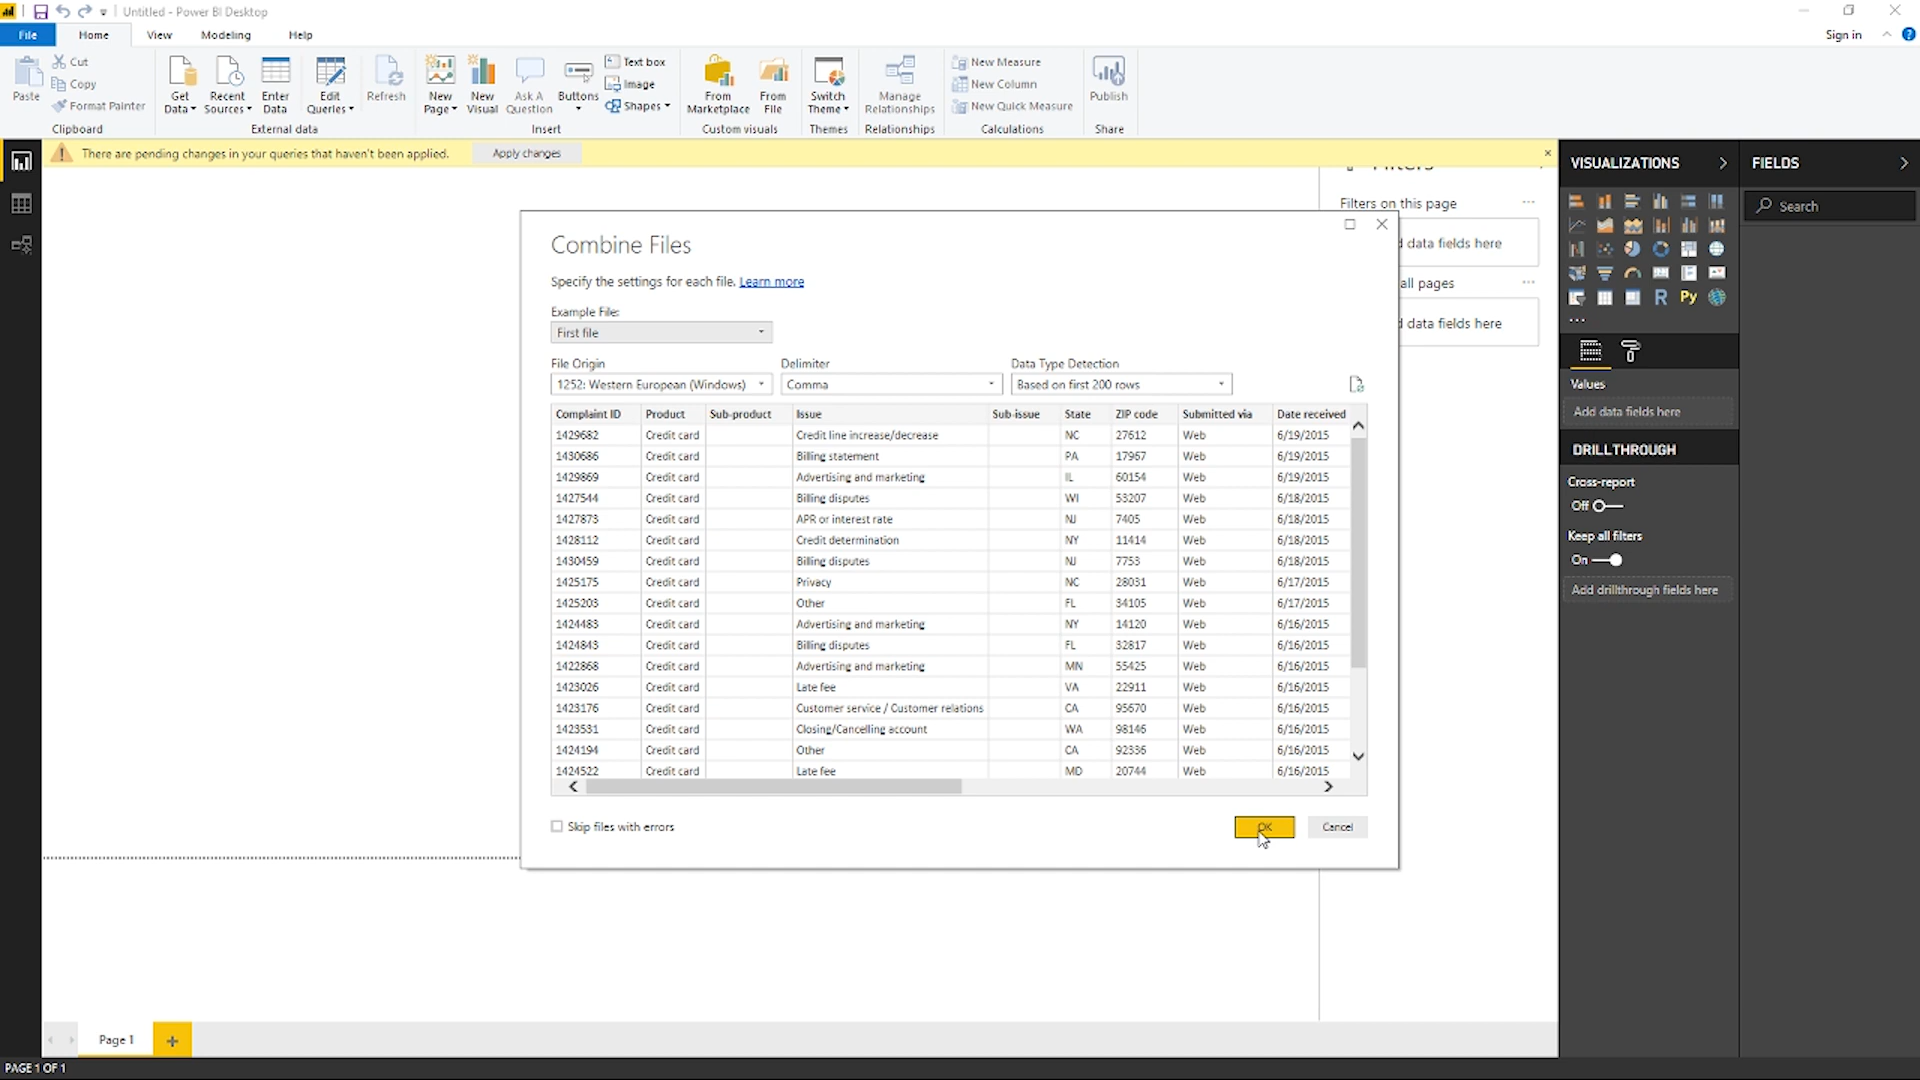 Untitled - Power BI Desktop
File Home View Modeling Help Sign in
Paste Cut Copy Format Painter
Get Data Recent Sources Enter Data Edit Queries Refresh
New Page New Visual Ask A Question Buttons Text box Image Shapes
From Marketplace From File Switch Theme Manage Relationships
New Measure New Column New Quick Measure Publish
Clipboard External data Insert Custom visuals Themes Relationships Calculations Share
There are pending changes in your queries that haven't been applied. Apply changes
Filters
Filters on this page
d data fields here
all pages
d data fields here
Combine Files
Specify the settings for each file. Learn more
Example File:
First file
File Origin Delimiter Data Type Detection
1252: Western European (Windows) Comma Based on first 200 rows
Complaint ID Product Sub-product Issue Sub-issue State ZIP code Submitted via Date received
1429682 Credit card Credit line increase/decrease NC 27612 Web 6/19/2015
1430686 Credit card Billing statement PA 17967 Web 6/19/2015
1429869 Credit card Advertising and marketing IL 60154 Web 6/19/2015
1427544 Credit card Billing disputes WI 53207 Web 6/18/2015
1427873 Credit card APR or interest rate NJ 7405 Web 6/18/2015
1428112 Credit card Credit determination NY 11414 Web 6/18/2015
1430459 Credit card Billing disputes NJ 7753 Web 6/18/2015
1425175 Credit card Privacy NC 28031 Web 6/17/2015
1425203 Credit card Other FL 34105 Web 6/17/2015
1424483 Credit card Advertising and marketing NY 14120 Web 6/16/2015
1424843 Credit card Billing disputes FL 32817 Web 6/16/2015
1422868 Credit card Advertising and marketing MN 55425 Web 6/16/2015
1423026 Credit card Late fee VA 22911 Web 6/16/2015
1423176 Credit card Customer service / Customer relations CA 95670 Web 6/16/2015
1423531 Credit card Closing/Cancelling account WA 98146 Web 6/16/2015
1424194 Credit card Other CA 92336 Web 6/16/2015
1424522 Credit card Late fee MD 20744 Web 6/16/2015
Skip files with errors
OK Cancel
VISUALIZATIONS
R Py
Values
Add data fields here
DRILLTHROUGH
Cross-report
Off
Keep all filters
On
Add drillthrough fields here
FIELDS
Search
Page 1
PAGE 1 OF 1